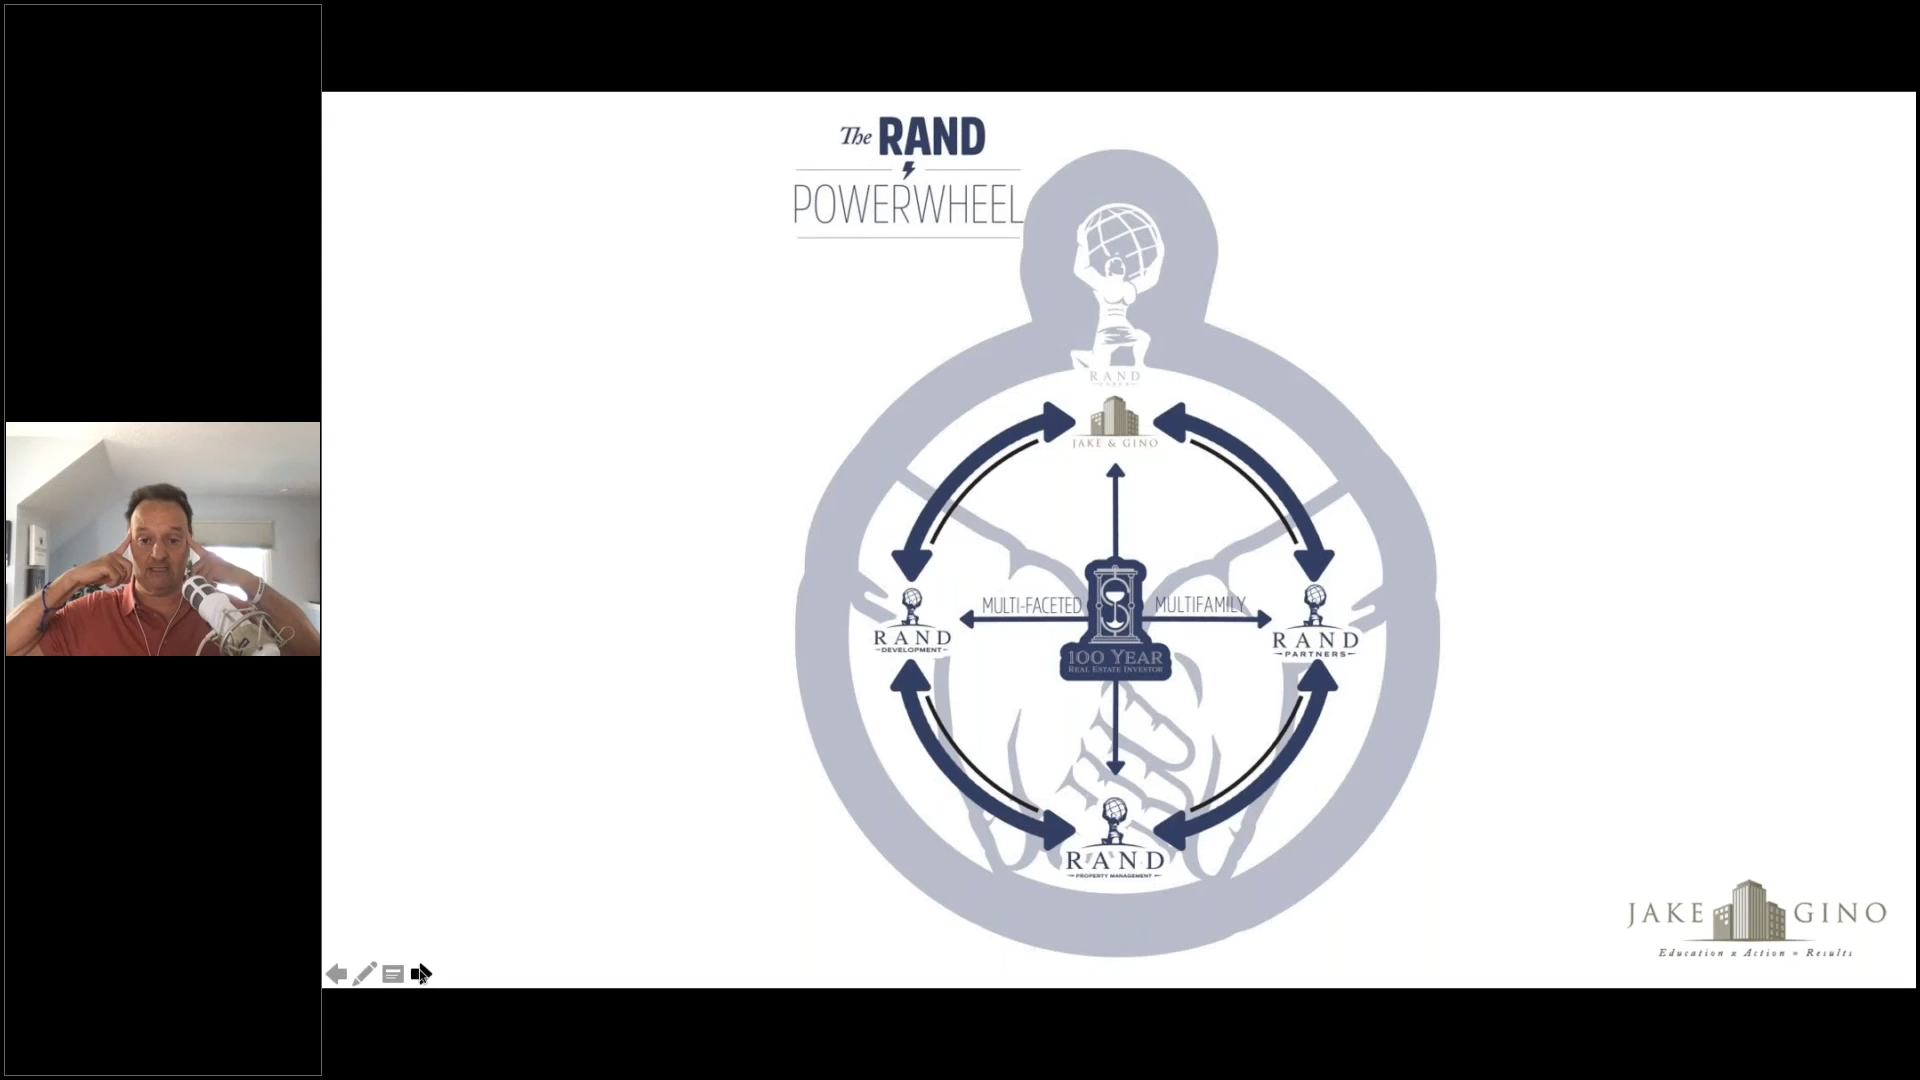 The RAND
POWERWHEEL
RAND
JAKE & GINO
MULTI-FACETED
MULTIFAMILY
RAND
DEVELOPMENT
100 YEAR
REAL ESTATE INVESTOR
RAND
PARTNERS
RAND
PROPERTY MANAGEMENT
JAKE GINO
Education x Action = Results